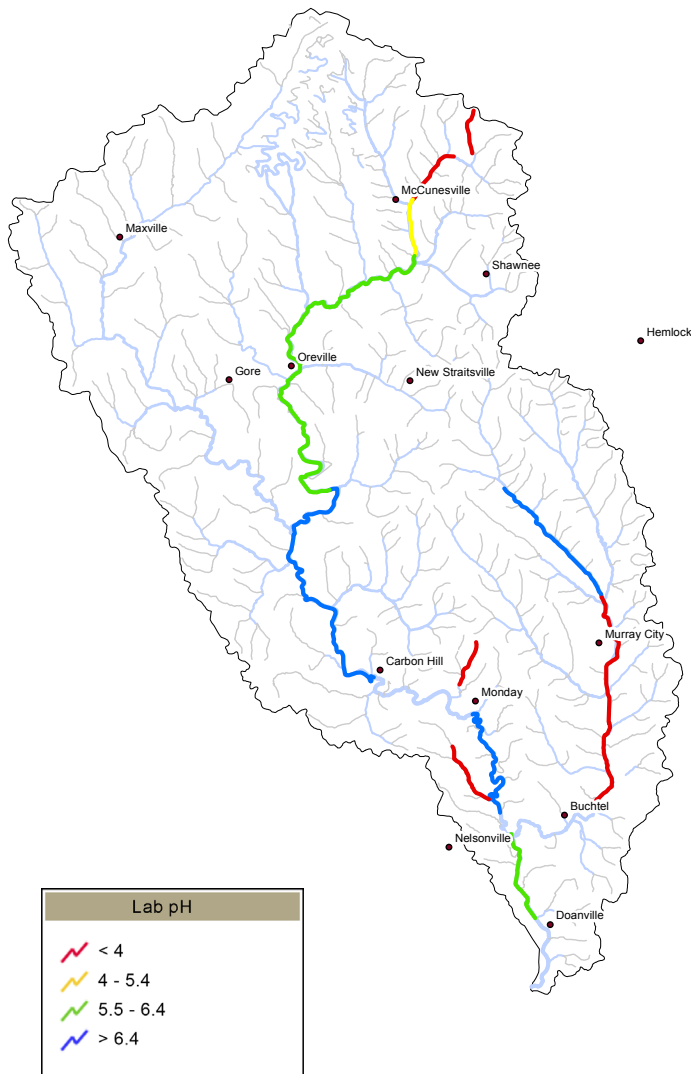 McCunesville
Maxville
Shawnee
Hemlock
Oreville
Gore
New Straitsville
Murray City
Carbon Hill
Monday
Buchtel
Nelsonville
Doanville
Lab pH
< 4
4 - 5.4
5.5 - 6.4
> 6.4